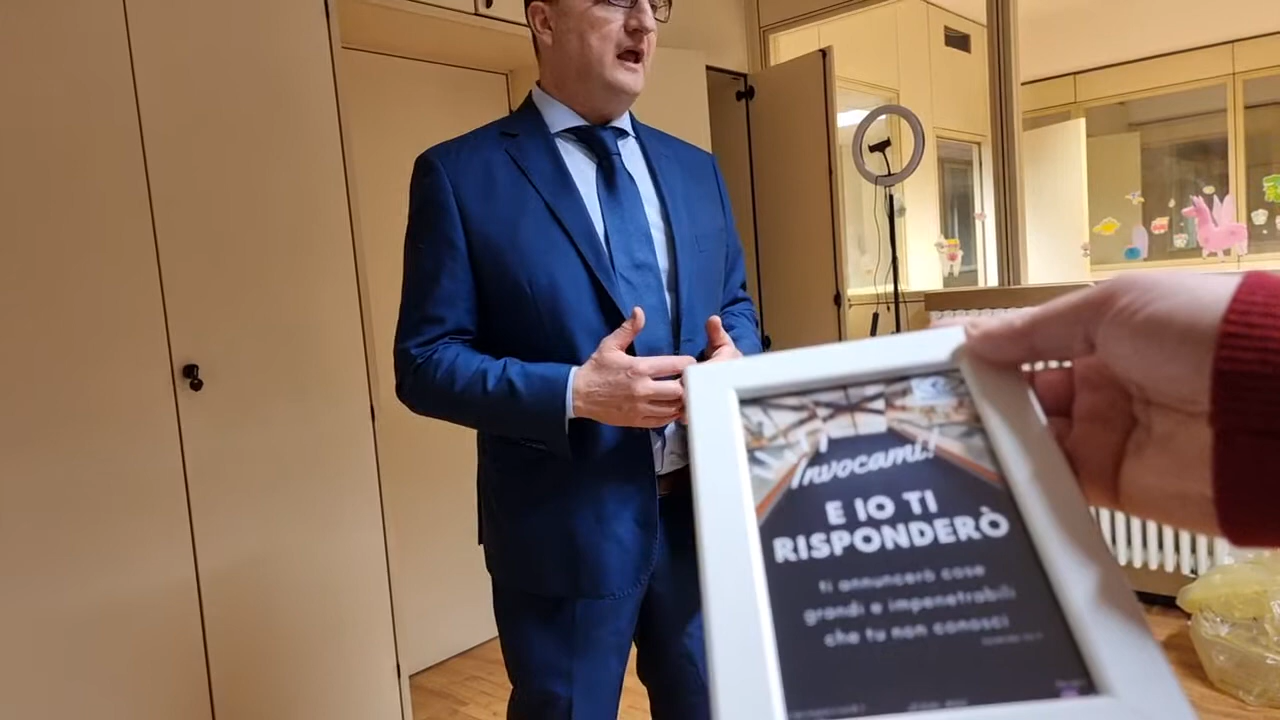 Invocami!
E IO TI
RISPONDERÒ
ti annuncerò cose
grandi e impenetrabili
che tu non conosci